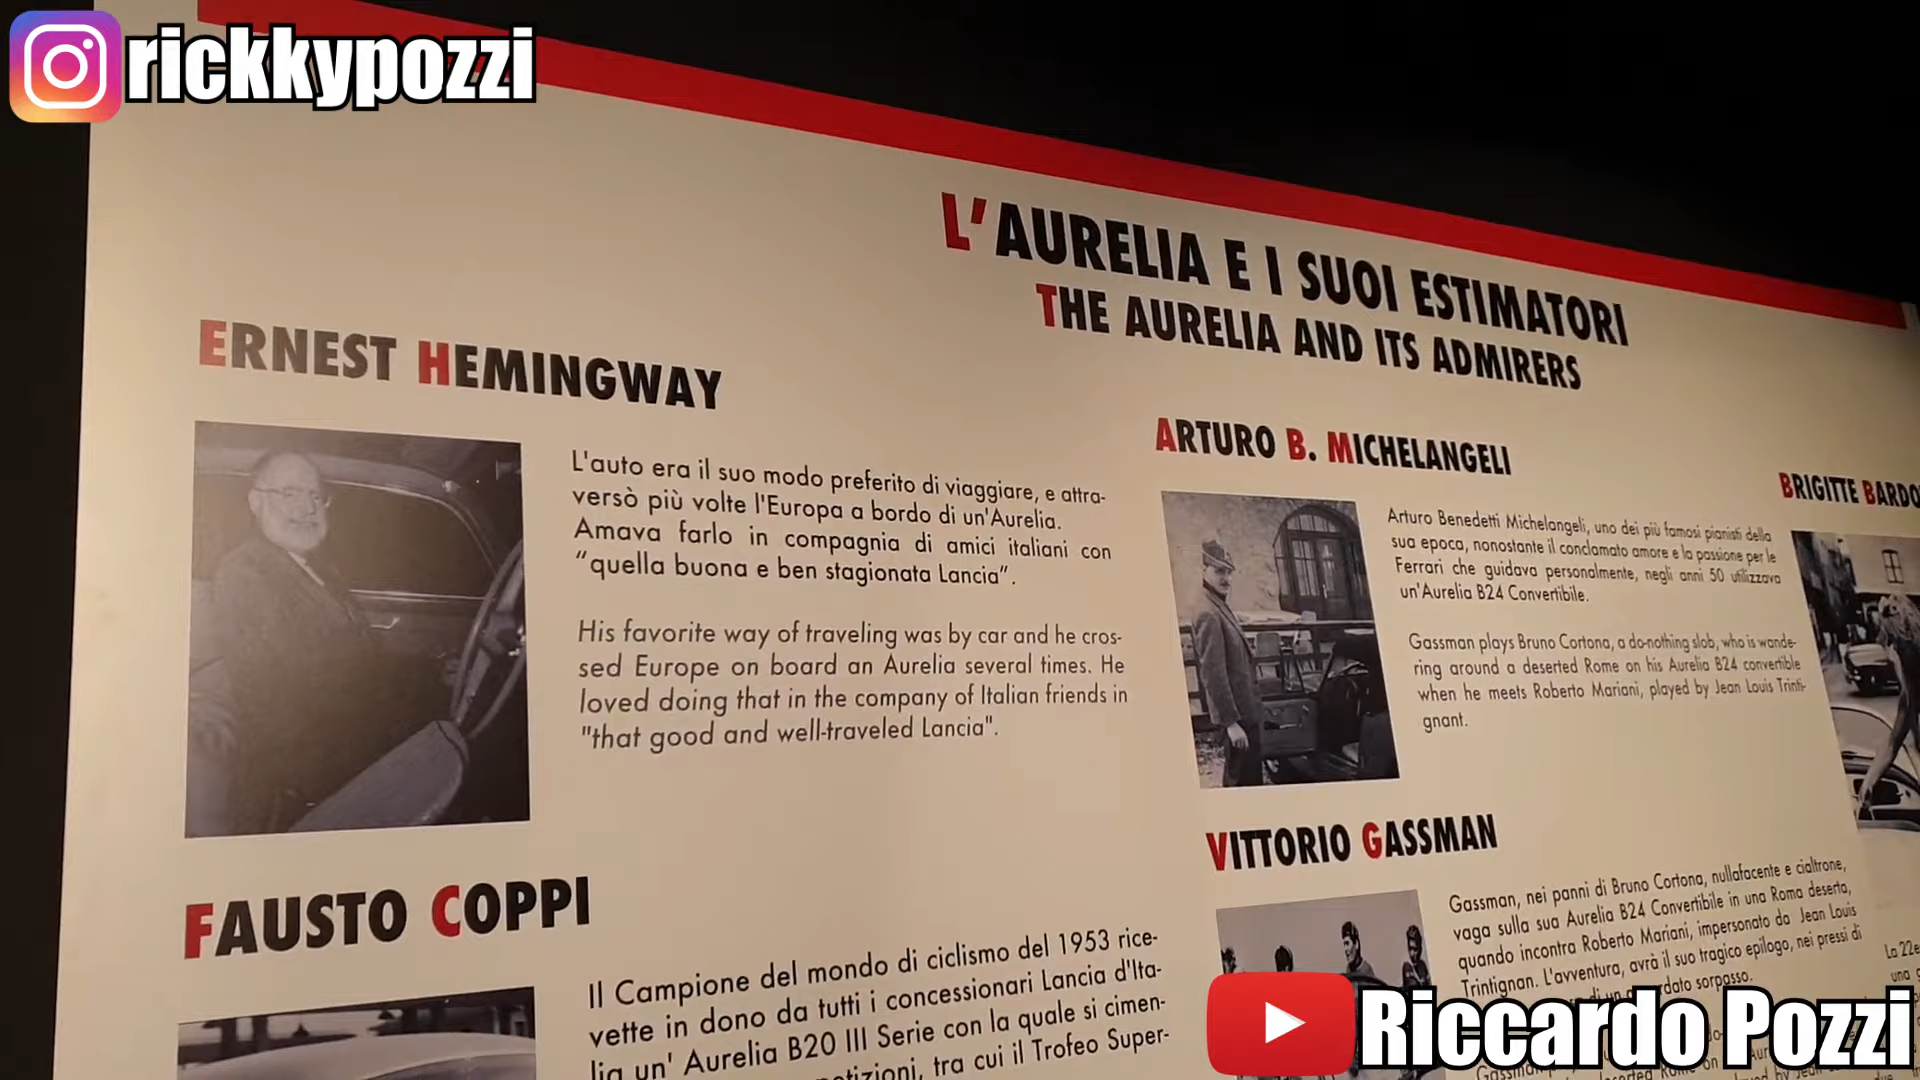 rickkypozzi
L'AURELIA E I SUOI ESTIMATORI
THE AURELIA AND ITS ADMIRERS
ERNEST HEMINGWAY
L'auto era il suo modo preferito di viaggiare, e attra-
versò più volte l'Europa a bordo di un'Aurelia.
Amava farlo in compagnia di amici italiani con
“quella buona e ben stagionata Lancia”.
His favorite way of traveling was by car and he cros-
sed Europe on board an Aurelia several times. He
loved doing that in the company of Italian friends in
"that good and well-traveled Lancia".
FAUSTO COPPI
Il Campione del mondo di ciclismo del 1953 rice-
vette in dono da tutti i concessionari Lancia d'Ita-
lia un' Aurelia B20 III Serie con la quale si cimen-
tra cui il Trofeo Super-
ARTURO B. MICHELANGELI
Arturo Benedetti Michelangeli, uno dei più famosi pianisti della
sua epoca, nonostante il conclamato amore e la passione per le
Ferrari che guidava personalmente, negli anni 50 utilizzava
un'Aurelia B24 Convertibile.
Gassman plays Bruno Cortona, a do-nothing slob, who is wande-
ring around a deserted Rome on his Aurelia B24 convertible
when he meets Roberto Mariani, played by Jean Louis Trinti-
gnant.
VITTORIO GASSMAN
Gassman, nei panni di Bruno Cortona, nullafacente e cialtrone,
vaga sulla sua Aurelia B24 Convertibile in una Roma deserta,
quando incontra Roberto Mariani, impersonato da Jean Louis
Trintignan. L'avventura, avrà il suo tragico epilogo, nei pressi di
sorpasso.
BRIGITTE
La
una
Riccardo Pozzi